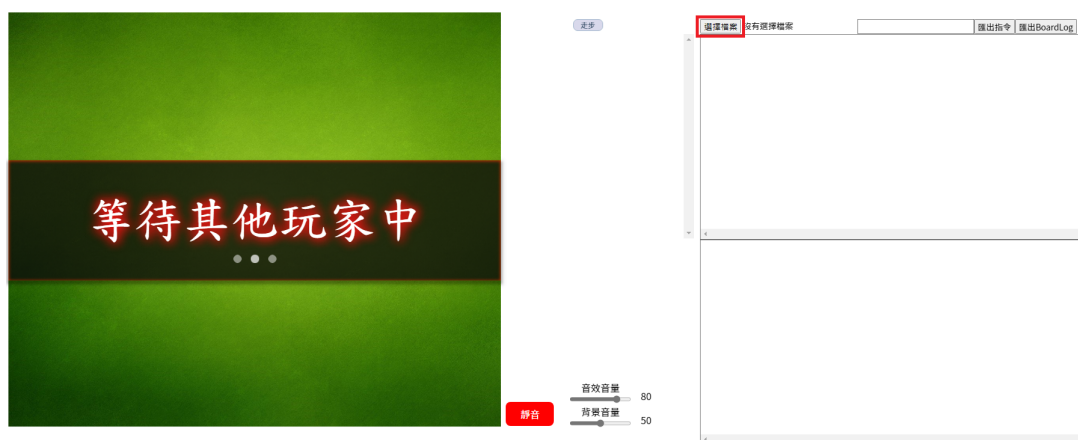 走步
選擇檔案 沒有選擇檔案
匯出指令 匯出BoardLog
等待其他玩家中
音效音量
80
靜音
背景音量
50